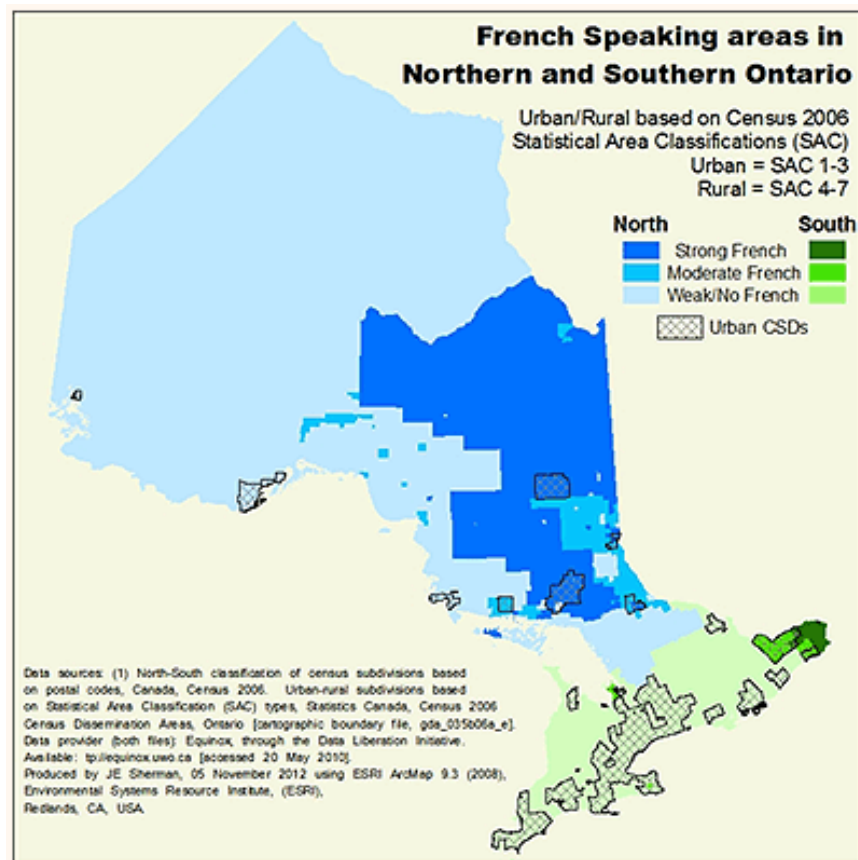 French Speaking areas in
Northern and Southern Ontario
Urban/Rural based on Census 2006
Statistical Area Classifications (SAC)
Urban = SAC 1-3
Rural = SAC 4-7
North South
Strong French
Moderate French
Weak/No French
Urban CSDs
Data sources: (1) North-South classification of census subdivisions based
on postal codes, Canada, Census 2006. Urban-rural subdivisions based
on Statistical Area Classification (SAC) types, Statistics Canada, Census 2006
Census Dissemination Areas, Ontario [cartographic boundary file, gda_035b06a_e].
Data provider (both files): Equinox, through the Data Liberation Initiative.
Available: tp://equinox.uwo.ca [accessed 20 May 2010].
Produced by JE Sherman, 05 November 2012 using ESRI ArcMap 9.3 (2008),
Environmental Systems Resource Institute, (ESRI),
Redlands, CA, USA